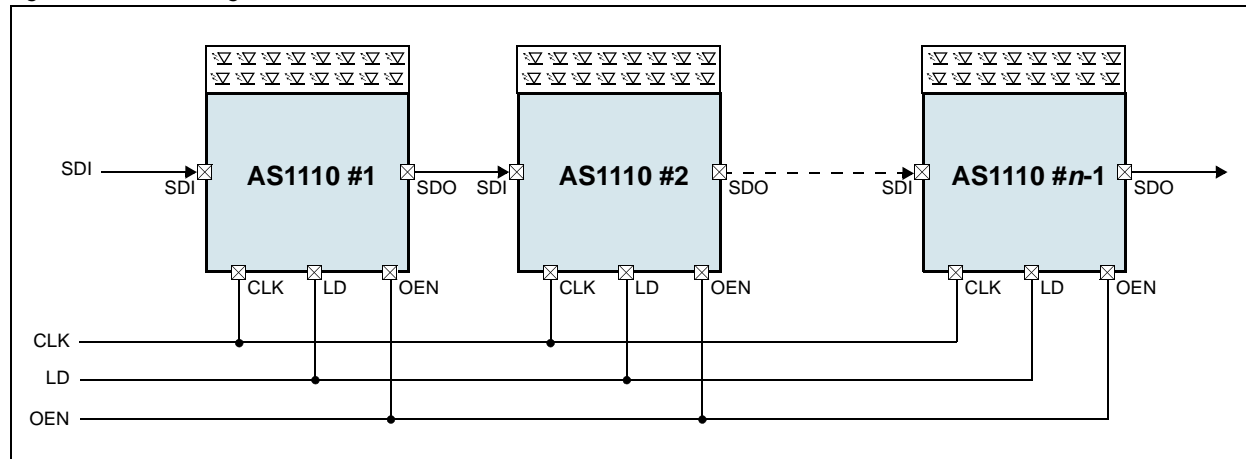 SDI
SDI
AS1110 #1
SDO
SDI
AS1110 #2
SDO
SDI
AS1110 #n-1
SDO
CLK
LD
OEN
CLK
LD
OEN
CLK
LD
OEN
CLK
LD
OEN